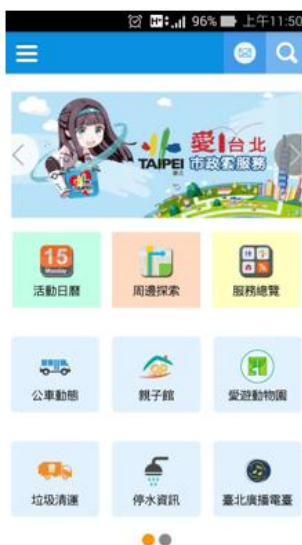 96% 上午11:50
愛台北
TAIPEI 市政雲服務
15
Monday
活動日曆
周邊探索
服務總覽
公車動態
親子館
愛遊動物園
垃圾清運
停水資訊
臺北廣播電臺